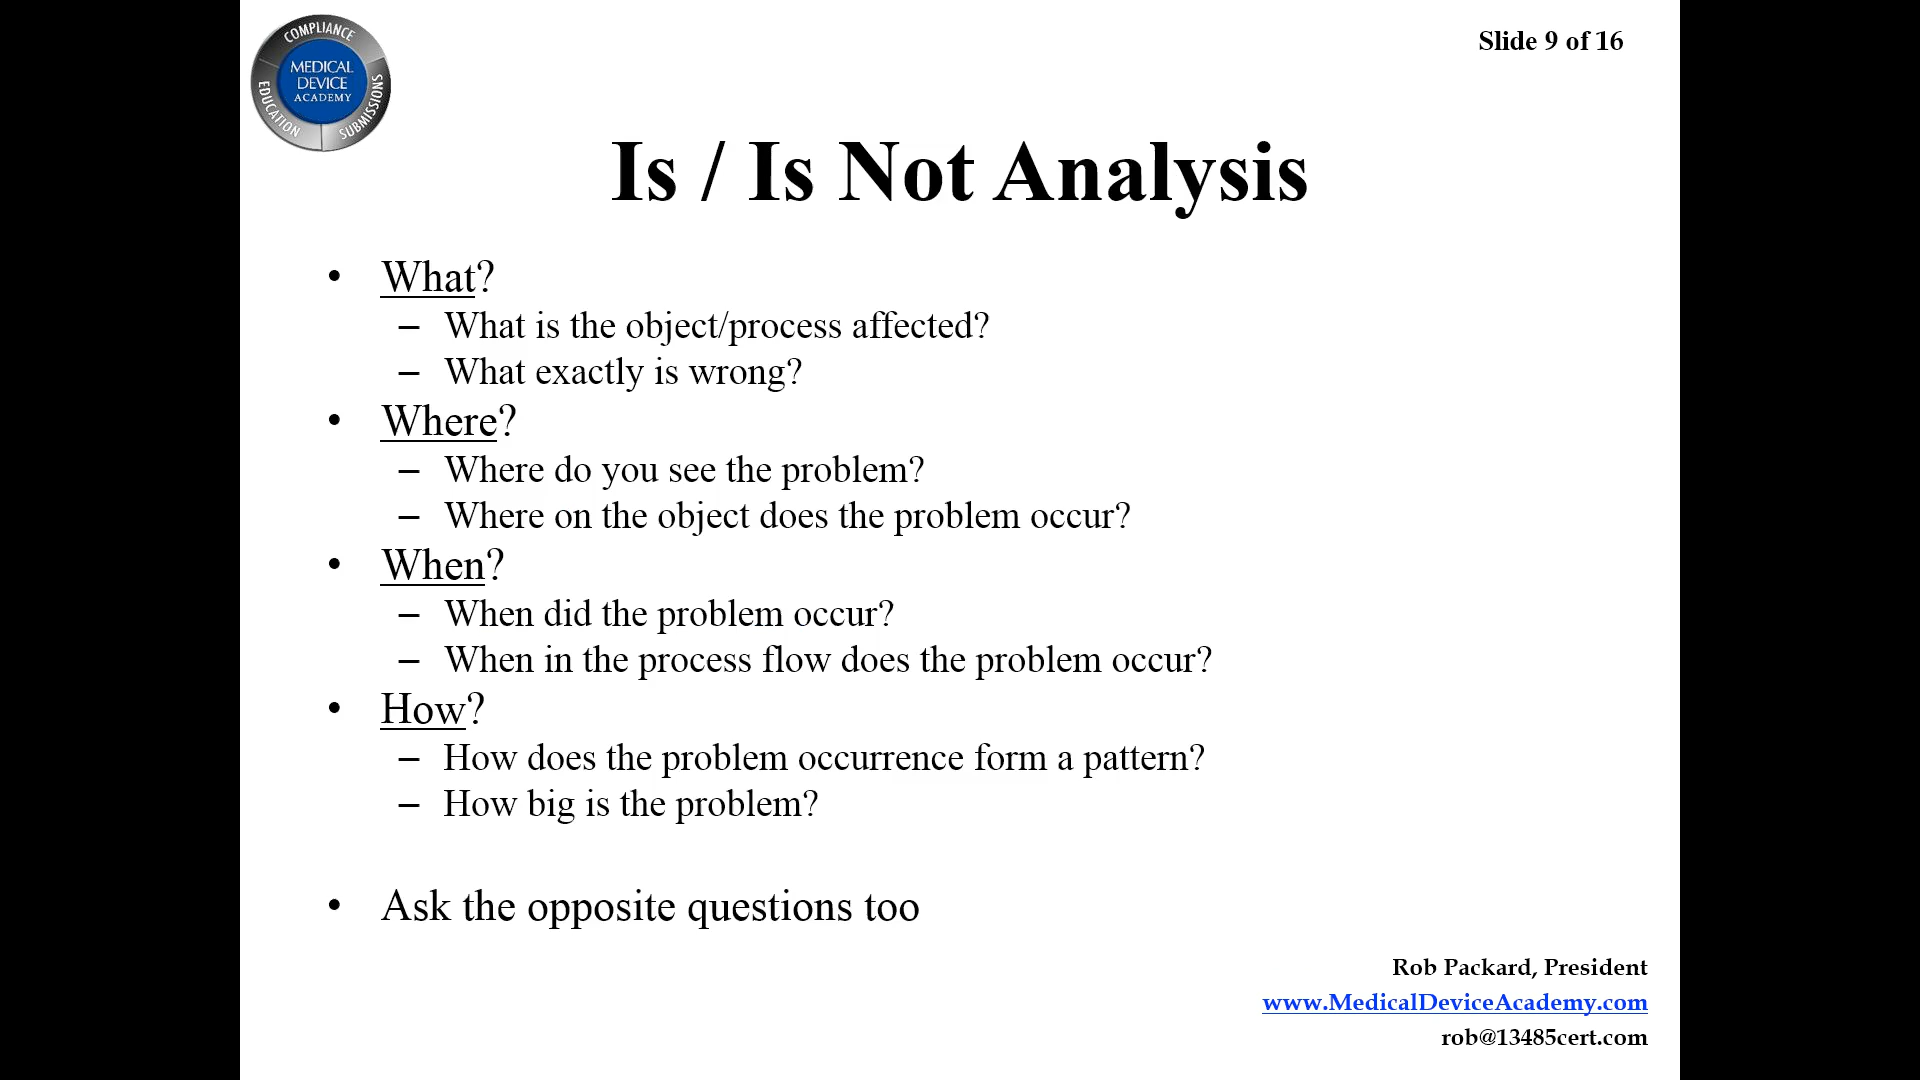 COMPLIANCE
MEDICAL
DEVICE
ACADEMY
EDUCATION
SUBMISSIONS
Slide 9 of 16
Is / Is Not Analysis
• What?
– What is the object/process affected?
– What exactly is wrong?
• Where?
– Where do you see the problem?
– Where on the object does the problem occur?
• When?
– When did the problem occur?
– When in the process flow does the problem occur?
• How?
– How does the problem occurrence form a pattern?
– How big is the problem?
• Ask the opposite questions too
Rob Packard, President
www.MedicalDeviceAcademy.com
rob@13485cert.com